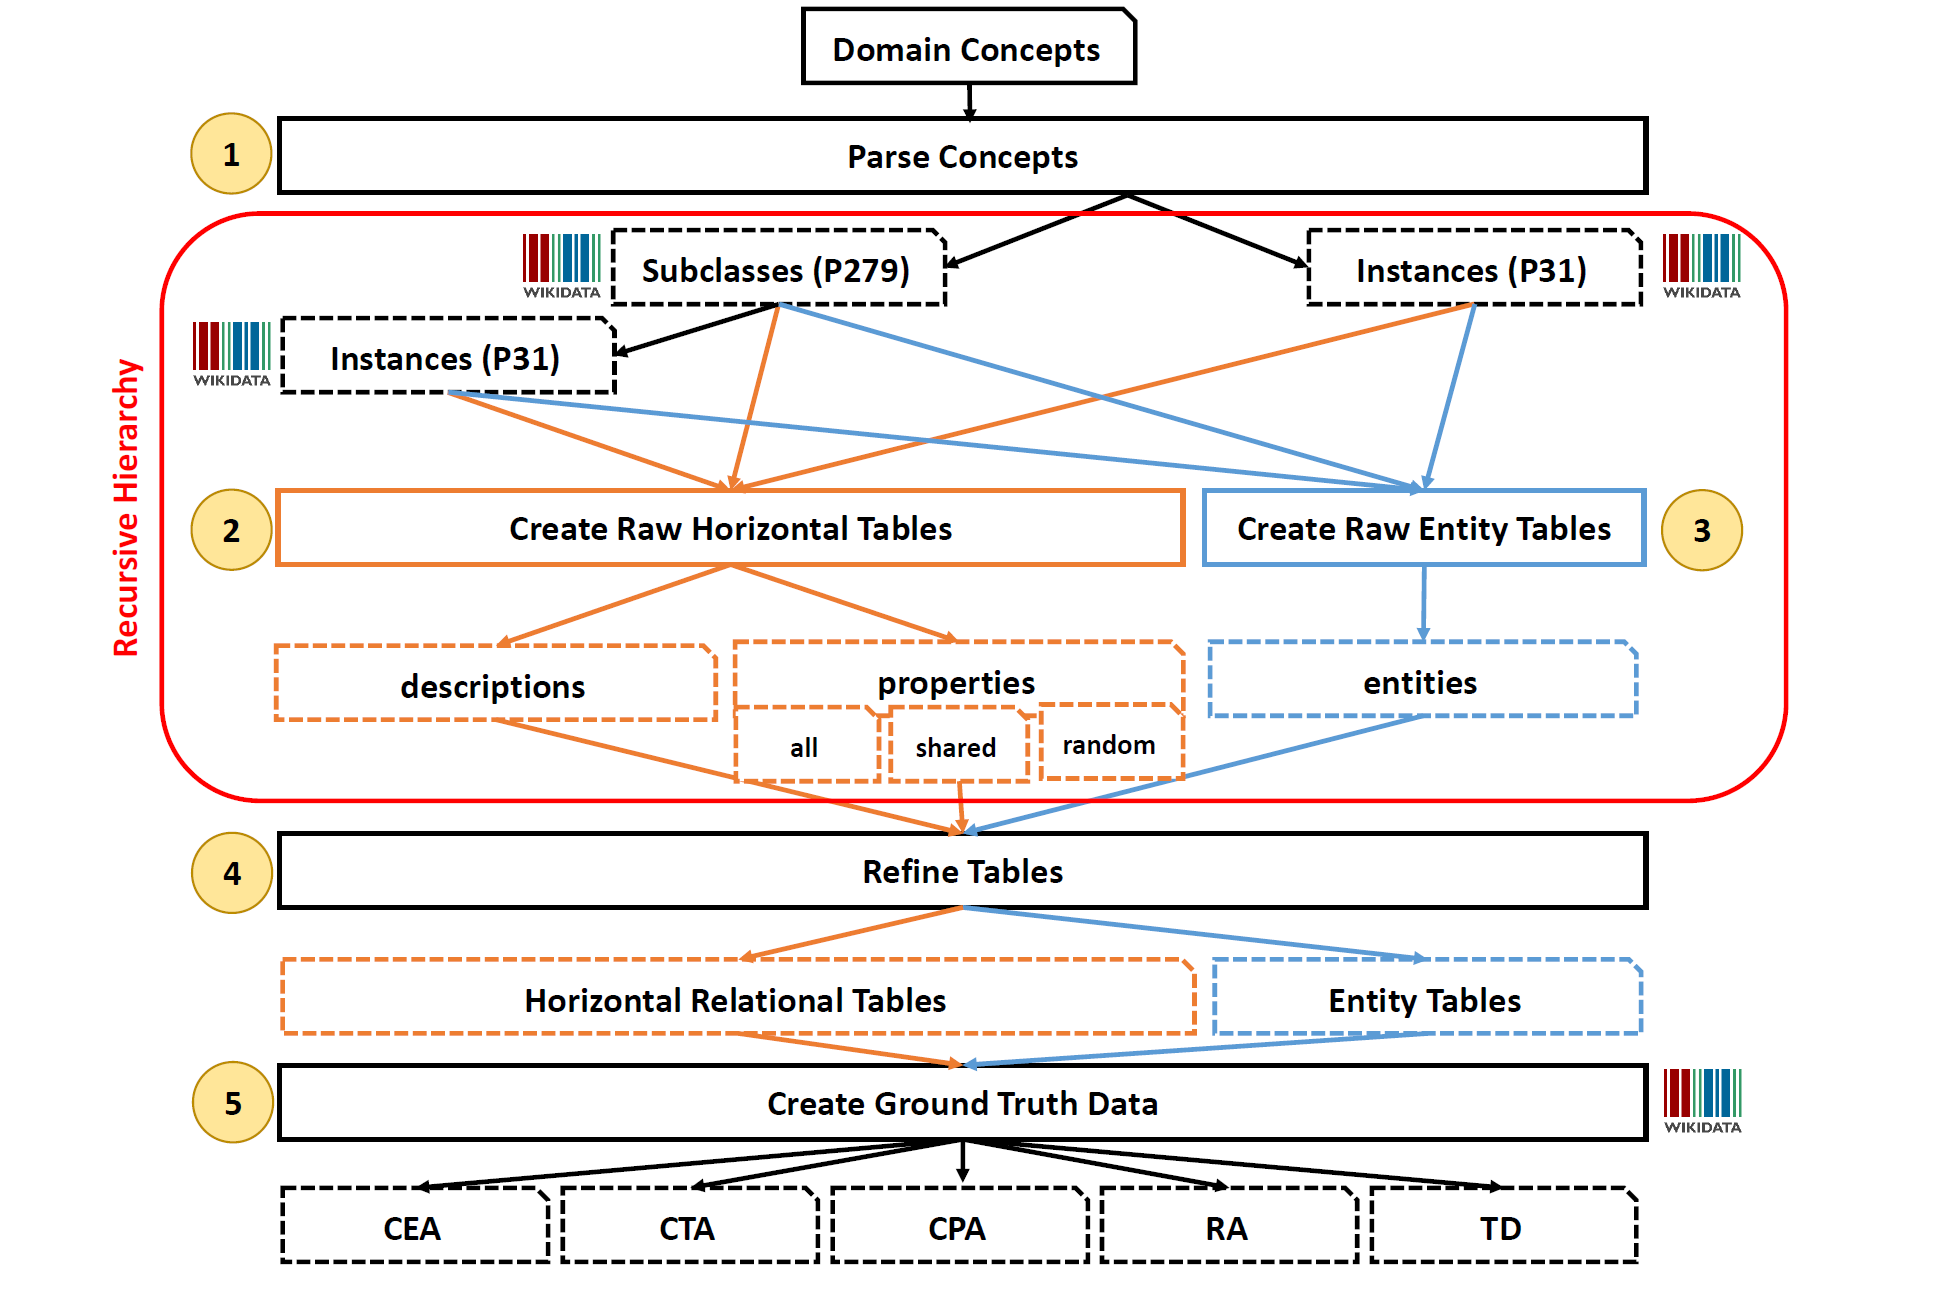 Domain Concepts
1
Parse Concepts
Subclasses (P279)
WIKIDATA
Instances (P31)
WIKIDATA
Instances (P31)
WIKIDATA
Recursive Hierarchy
2
Create Raw Horizontal Tables
Create Raw Entity Tables
3
descriptions
properties
entities
all
shared
random
4
Refine Tables
Horizontal Relational Tables
Entity Tables
5
Create Ground Truth Data
WIKIDATA
CEA
CTA
CPA
RA
TD